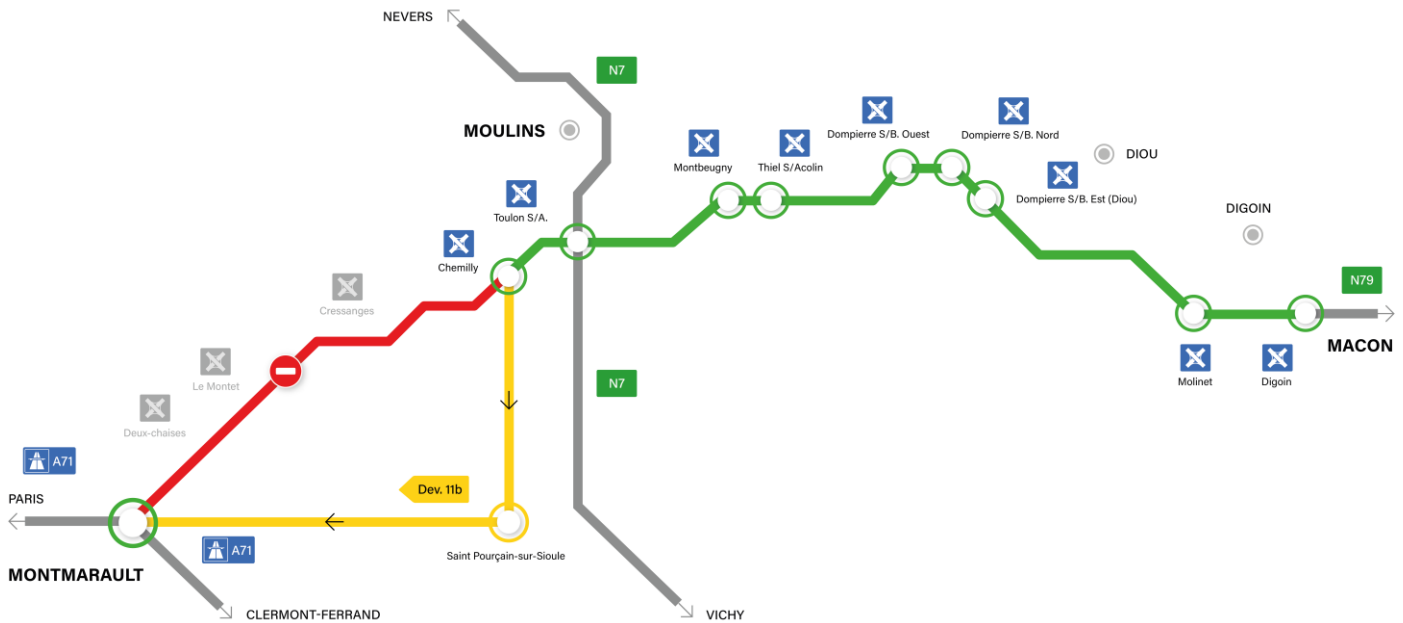 NEVERS
N7
MOULINS
Montbeugny
Thiel S/Acolin
Dompierre S/B. Ouest
Dompierre S/B. Nord
DIOU
Dompierre S/B. Est (Diou)
Toulon S/A.
DIGOIN
Chemilly
Cressanges
N79
MACON
Le Montet
Molinet
Digoin
N7
Deux-chaises
A71
PARIS
Dev. 11b
A71
Saint Pourçain-sur-Sioule
MONTMARAULT
CLERMONT-FERRAND
VICHY